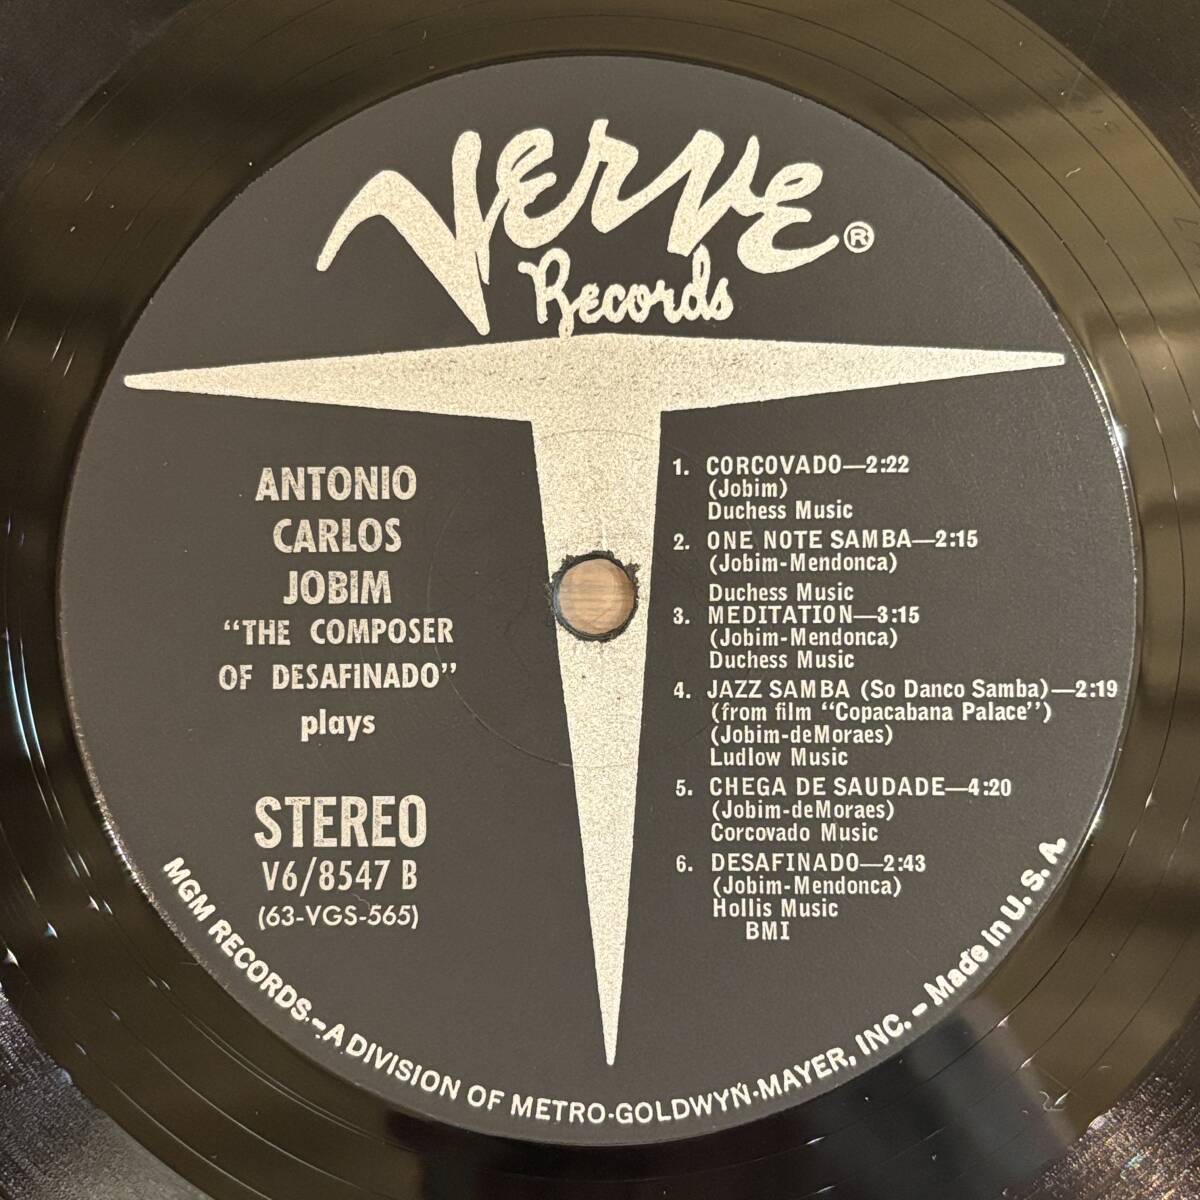 Verve ®
Records
ANTONIO
CARLOS
JOBIM
"THE COMPOSER
OF DESAFINADO"
plays
STEREO
V6/8547 B
(63-VGS-565)
1. CORCOVADO—2:22
(Jobim)
Duchess Music
2. ONE NOTE SAMBA—2:15
(Jobim-Mendonca)
Duchess Music
3. MEDITATION—3:15
(Jobim-Mendonca)
Duchess Music
4. JAZZ SAMBA (So Danco Samba)—2:19
(from film "Copacabana Palace")
(Jobim-deMoraes)
Ludlow Music
5. CHEGA DE SAUDADE—4:20
(Jobim-deMoraes)
Corcovado Music
6. DESAFINADO—2:43
(Jobim-Mendonca)
Hollis Music
BMI
MGM RECORDS.-A DIVISION OF METRO-GOLDWYN-MAYER, INC. - Made in U. S. A.